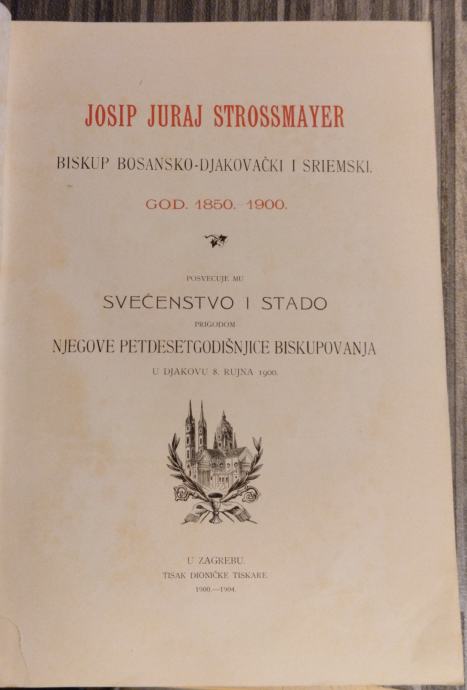 JOSIP JURAJ STROSSMAYER
BISKUP BOSANSKO-DJAKOVAČKI I SRIEMSKI.
GOD. 1850.-1900.
POSVEĆUJE MU
SVEĆENSTVO I STADO
PRIGODOM
NJEGOVE PETDESETGODIŠNJICE BISKUPOVANJA
U DJAKOVU 8. RUJNA 1900.
U ZAGREBU.
TISAK DIONIČKE TISKARE.
1900.—1904.